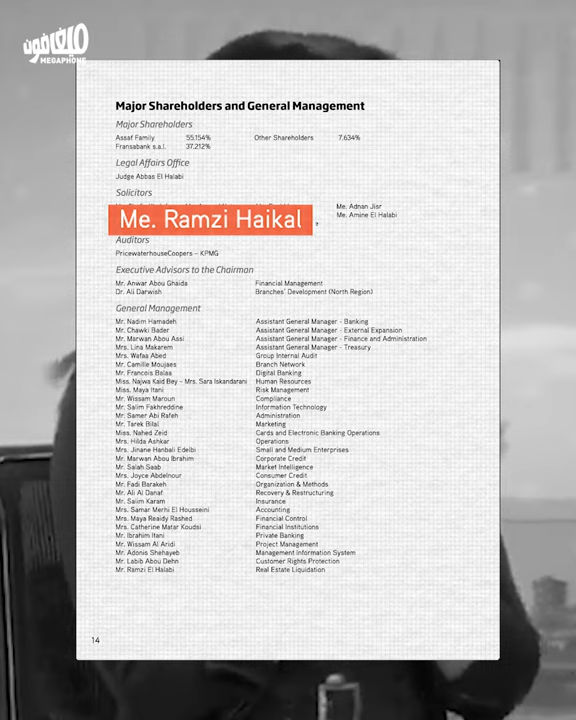 ميغافون
MEGAPHONE
Major Shareholders and General Management
Major Shareholders
Assaf Family 55.154% Other Shareholders 7.634%
Fransabank s.a.l. 37.212%
Legal Affairs Office
Judge Abbas El Halabi
Solicitors
Me. Adnan Jisr
Me. Amine El Halabi
Me. Ramzi Haikal
Auditors
PricewaterhouseCoopers – KPMG
Executive Advisors to the Chairman
Mr. Anwar Abou Ghaida Financial Management
Dr. Ali Darwish Branches' Development (North Region)
General Management
Mr. Nadim Hamadeh Assistant General Manager - Banking
Mr. Chawki Bader Assistant General Manager - External Expansion
Mr. Marwan Abou Assi Assistant General Manager - Finance and Administration
Mrs. Lina Makarem Assistant General Manager - Treasury
Mrs. Wafaa Abed Group Internal Audit
Mr. Camille Moujaes Branch Network
Mr. Francois Balaa Digital Banking
Miss. Najwa Kaid Bey – Mrs. Sara Iskandarani Human Resources
Miss. Maya Itani Risk Management
Mr. Wissam Maroun Compliance
Mr. Salim Fakhreddine Information Technology
Mr. Samer Abi Rafeh Administration
Mr. Tarek Bilal Marketing
Miss. Nahed Zeid Cards and Electronic Banking Operations
Mrs. Hilda Ashkar Operations
Mrs. Jinane Hanbali Edelbi Small and Medium Enterprises
Mr. Marwan Abou Ibrahim Corporate Credit
Mr. Salah Saab Market Intelligence
Mrs. Joyce Abdelnour Consumer Credit
Mr. Fadi Barakeh Organization & Methods
Mr. Ali Al Danaf Recovery & Restructuring
Mr. Salim Karam Insurance
Mrs. Samar Merhi El Housseini Accounting
Mrs. Maya Reaidy Rashed Financial Control
Mrs. Catherine Matar Koudsi Financial Institutions
Mr. Ibrahim Itani Private Banking
Mr. Wissam Al Aridi Project Management
Mr. Adonis Shehayeb Management Information System
Mr. Labib Abou Dehn Customer Rights Protection
Mr. Ramzi El Halabi Real Estate Liquidation
14